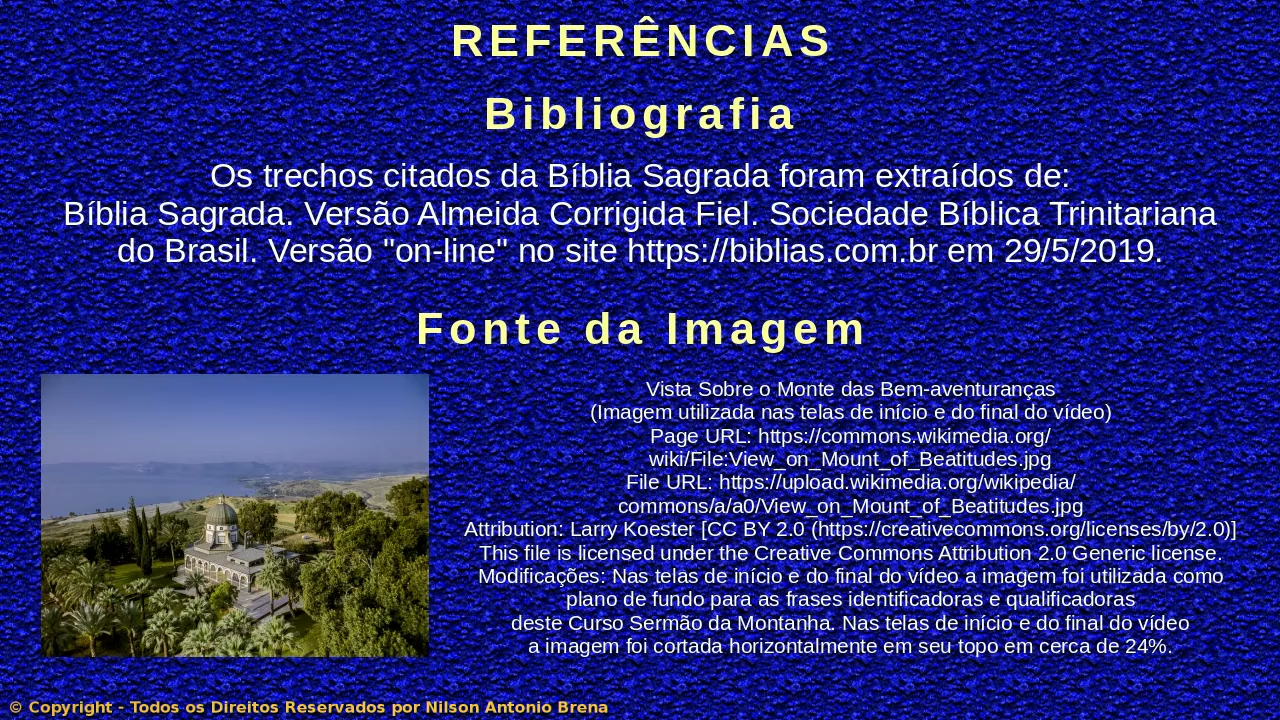 REFERÊNCIAS
Bibliografia
Os trechos citados da Bíblia Sagrada foram extraídos de:
Bíblia Sagrada. Versão Almeida Corrigida Fiel. Sociedade Bíblica Trinitariana
do Brasil. Versão "on-line" no site https://biblias.com.br em 29/5/2019.
Fonte da Imagem
Vista Sobre o Monte das Bem-aventuranças
(Imagem utilizada nas telas de início e do final do vídeo)
Page URL: https://commons.wikimedia.org/
wiki/File:View_on_Mount_of_Beatitudes.jpg
File URL: https://upload.wikimedia.org/wikipedia/
commons/a/a0/View_on_Mount_of_Beatitudes.jpg
Attribution: Larry Koester [CC BY 2.0 (https://creativecommons.org/licenses/by/2.0)]
This file is licensed under the Creative Commons Attribution 2.0 Generic license.
Modificações: Nas telas de início e do final do vídeo a imagem foi utilizada como
plano de fundo para as frases identificadoras e qualificadoras
deste Curso Sermão da Montanha. Nas telas de início e do final do vídeo
a imagem foi cortada horizontalmente em seu topo em cerca de 24%.
© Copyright - Todos os Direitos Reservados por Nilson Antonio Brena